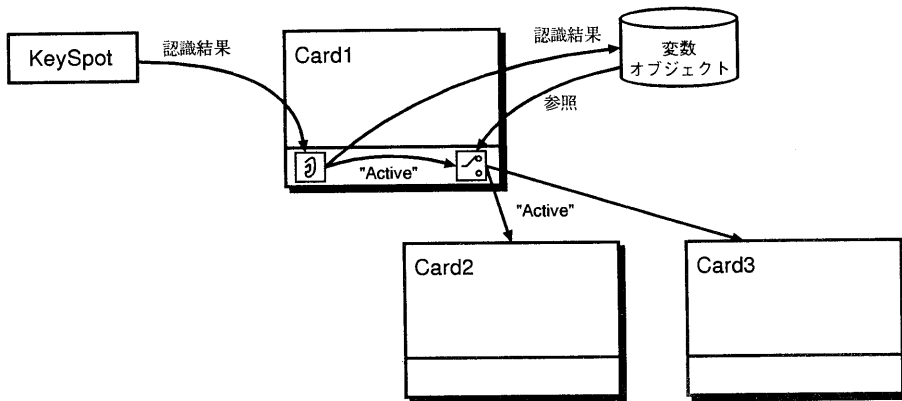 KeySpot
認識結果
Card1
認識結果
変数
オブジェクト
参照
"Active"
"Active"
Card2
Card3